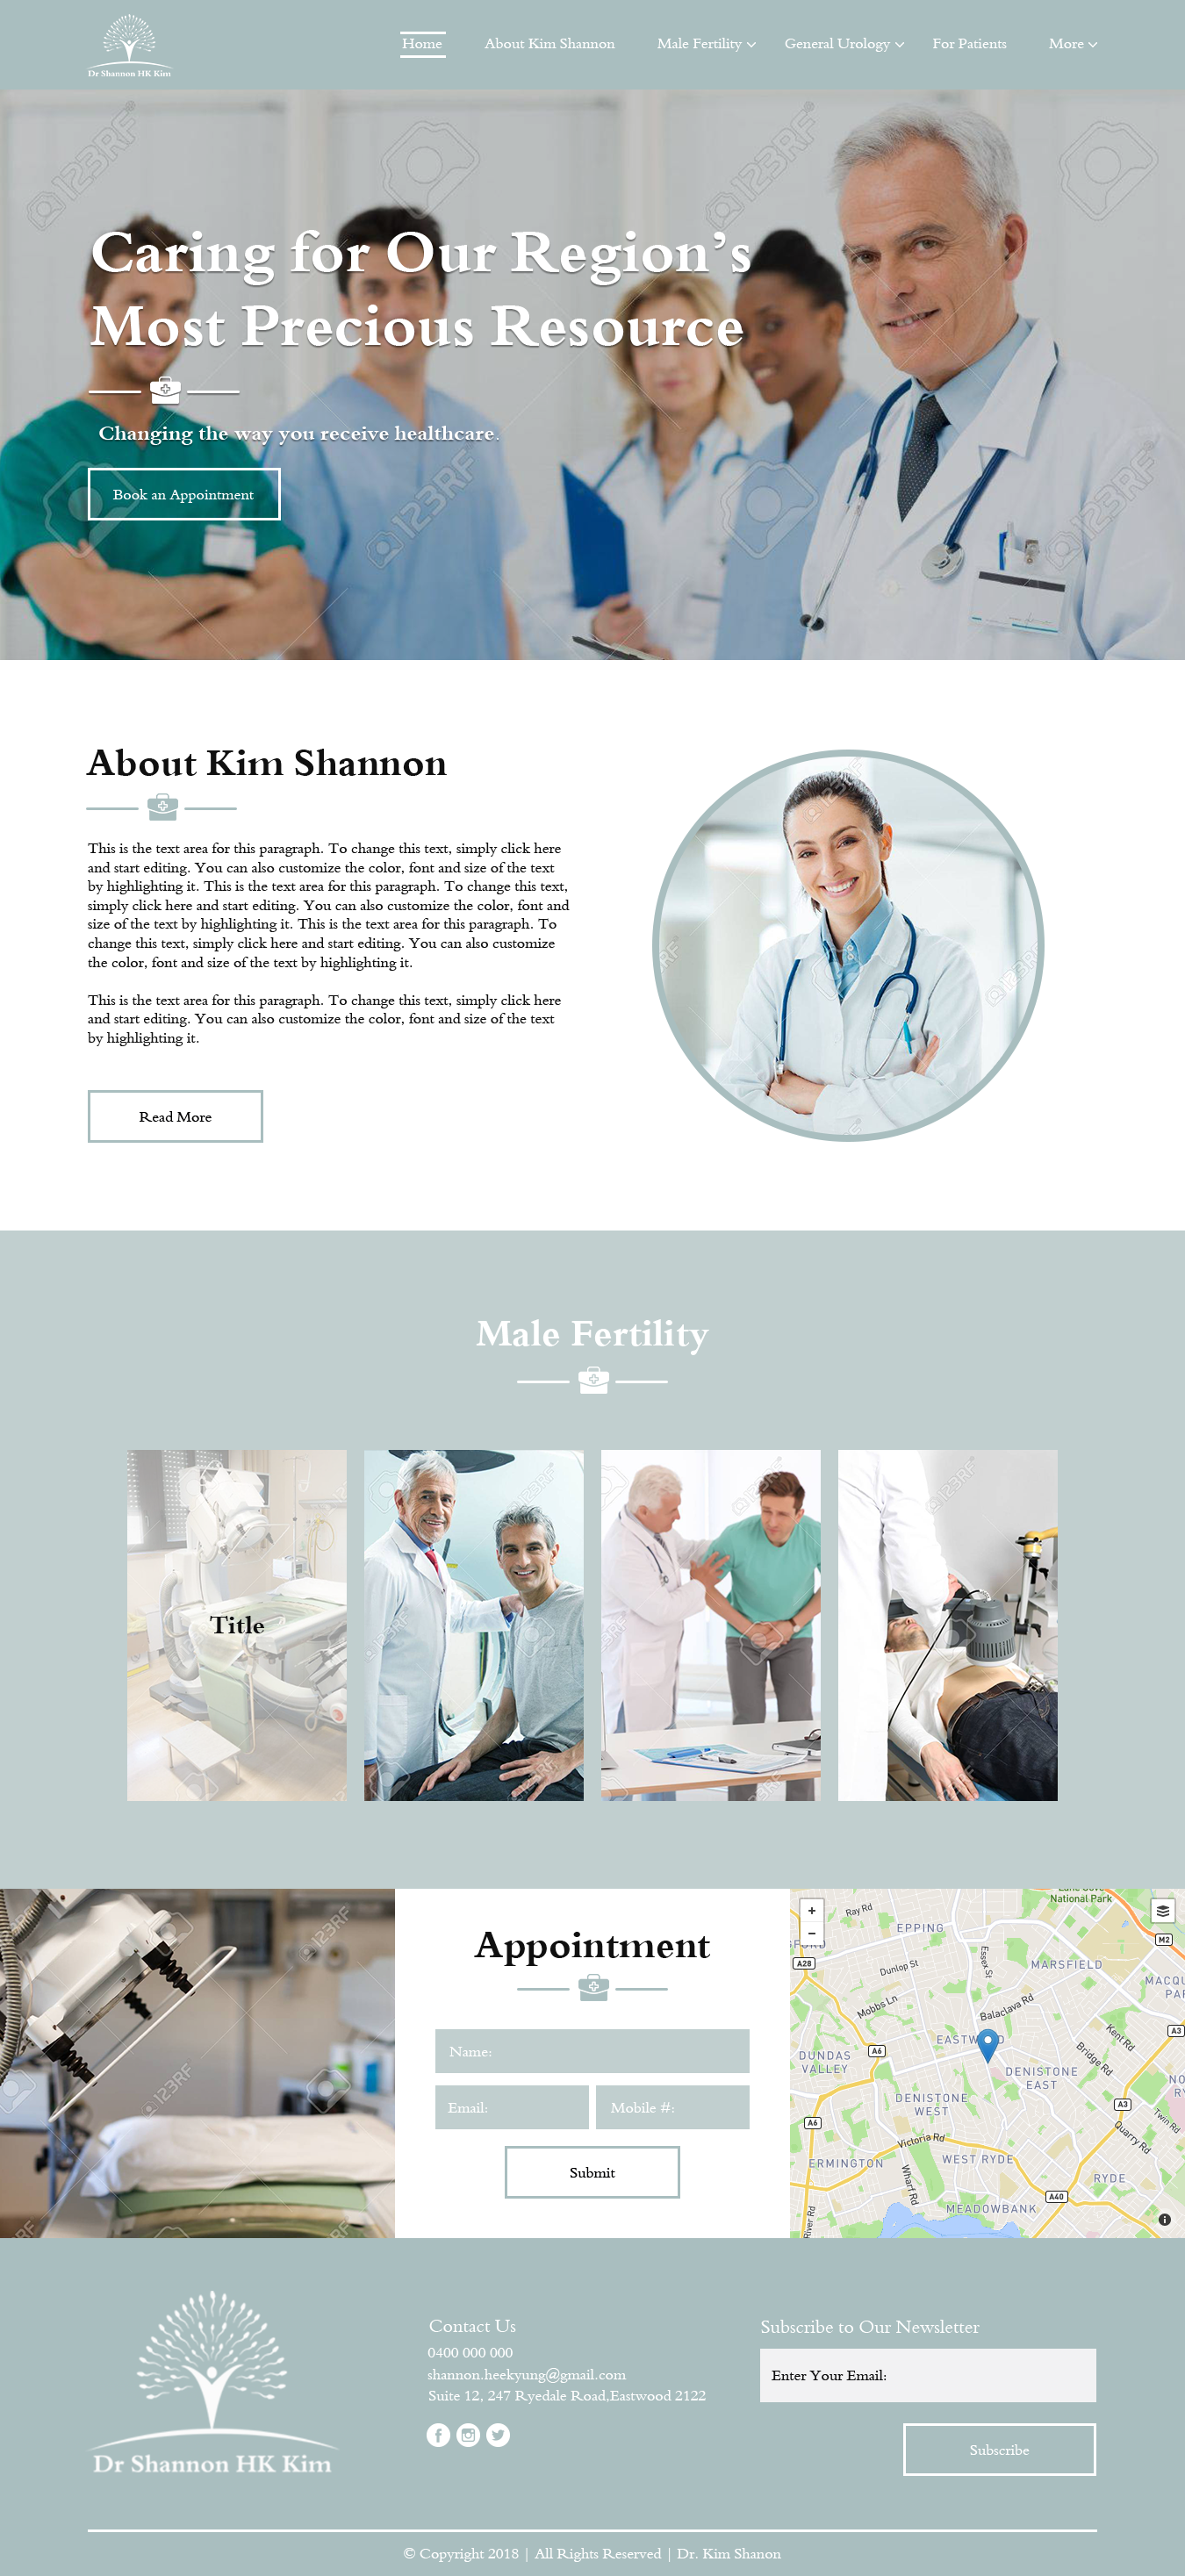 Dr Shannon HK Kim
Home
About Kim Shannon
Male Fertility
General Urology
For Patients
More
Caring for Our Region's
Most Precious Resource
Changing the way you receive healthcare.
Book an Appointment
About Kim Shannon
This is the text area for this paragraph. To change this text, simply click here
and start editing. You can also customize the color, font and size of the text
by highlighting it. This is the text area for this paragraph. To change this text,
simply click here and start editing. You can also customize the color, font and
size of the text by highlighting it. This is the text area for this paragraph. To
change this text, simply click here and start editing. You can also customize
the color, font and size of the text by highlighting it.
This is the text area for this paragraph. To change this text, simply click here
and start editing. You can also customize the color, font and size of the text
by highlighting it.
Read More
Male Fertility
Title
Appointment
Name:
Email:
Mobile #:
Submit
National Park
Ray Rd
EPPING
M2
A28
Dunlop St
Essex St
MARSFIELD
Mobbs Ln
Balaclava Rd
A3
EASTWOOD
Kent Rd
A6
DUNDAS
VALLEY
Bridge Rd
DENISTONE
EAST
DENISTONE
WEST
A3
A6
Twin Rd
Quarry Rd
Victoria Rd
ERMINGTON
WEST RYDE
Wharf Rd
RYDE
A40
MEADOWBANK
River Rd
Dr Shannon HK Kim
Contact Us
0400 000 000
shannon.heekyung@gmail.com
Suite 12, 247 Ryedale Road,Eastwood 2122
Subscribe to Our Newsletter
Enter Your Email:
Subscribe
© Copyright 2018 | All Rights Reserved | Dr. Kim Shanon
123RF